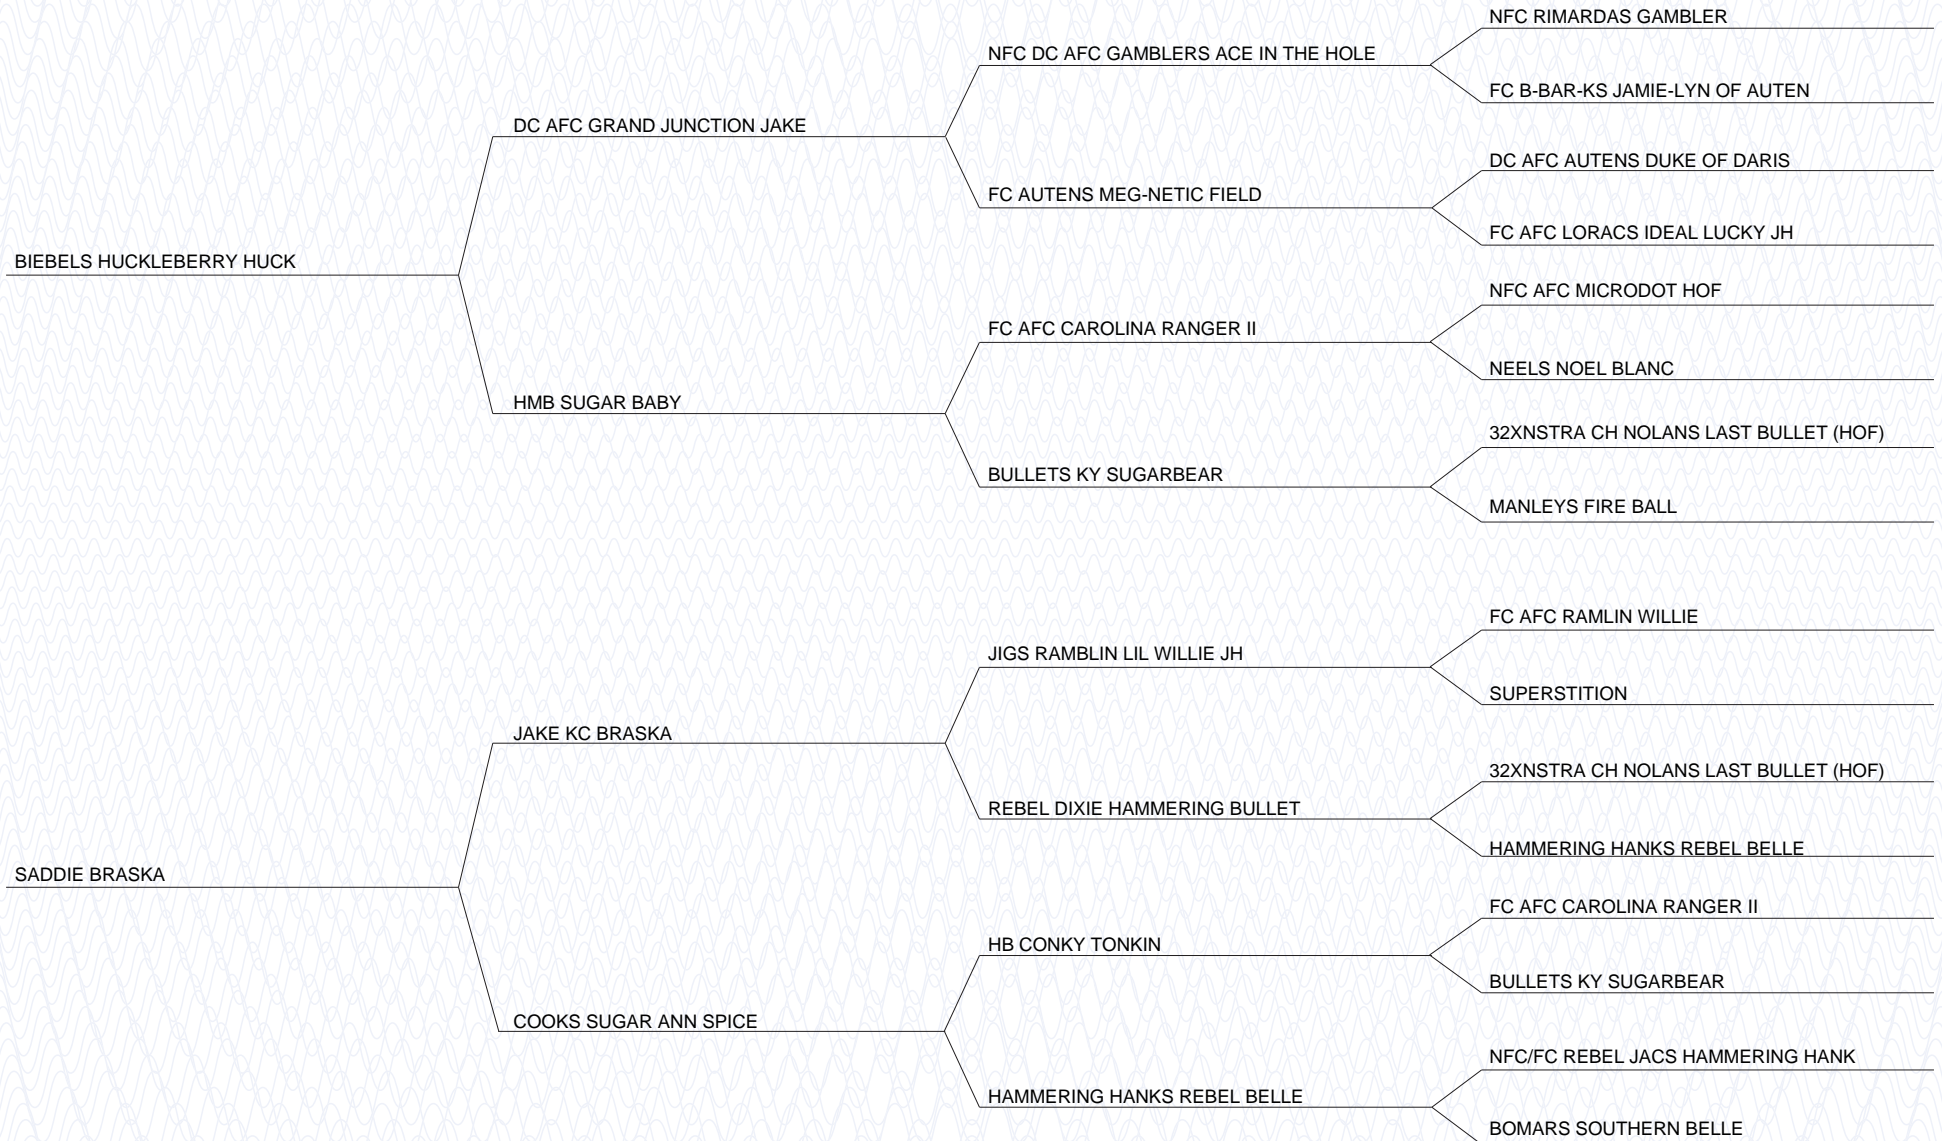 NFC RIMARDAS GAMBLER
NFC DC AFC GAMBLERS ACE IN THE HOLE
FC B-BAR-KS JAMIE-LYN OF AUTEN
DC AFC GRAND JUNCTION JAKE
DC AFC AUTENS DUKE OF DARIS
FC AUTENS MEG-NETIC FIELD
FC AFC LORACS IDEAL LUCKY JH
BIEBELS HUCKLEBERRY HUCK
NFC AFC MICRODOT HOF
FC AFC CAROLINA RANGER II
NEELS NOEL BLANC
HMB SUGAR BABY
32XNSTRA CH NOLANS LAST BULLET (HOF)
BULLETS KY SUGARBEAR
MANLEYS FIRE BALL
FC AFC RAMLIN WILLIE
JIGS RAMBLIN LIL WILLIE JH
SUPERSTITION
JAKE KC BRASKA
32XNSTRA CH NOLANS LAST BULLET (HOF)
REBEL DIXIE HAMMERING BULLET
HAMMERING HANKS REBEL BELLE
SADDIE BRASKA
FC AFC CAROLINA RANGER II
HB CONKY TONKIN
BULLETS KY SUGARBEAR
COOKS SUGAR ANN SPICE
NFC/FC REBEL JACS HAMMERING HANK
HAMMERING HANKS REBEL BELLE
BOMARS SOUTHERN BELLE